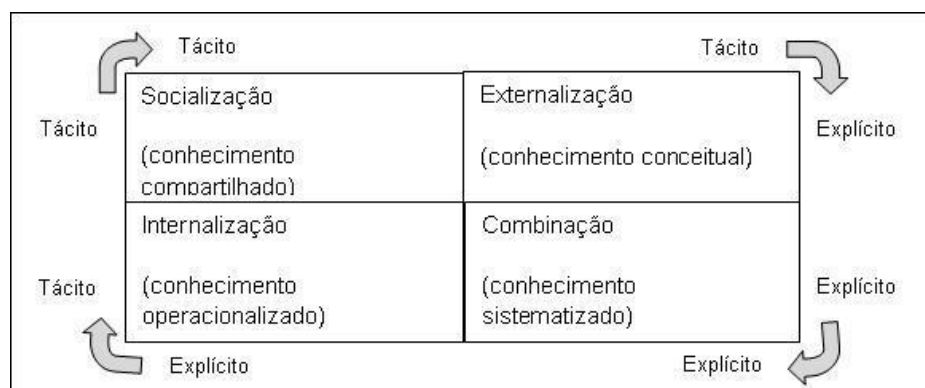 Tácito
Tácito
Tácito
Explícito
Socialização
(conhecimento
compartilhado)
Externalização
(conhecimento conceitual)
Internalização
(conhecimento
operacionalizado)
Combinação
(conhecimento
sistematizado)
Tácito
Explícito
Explícito
Explícito